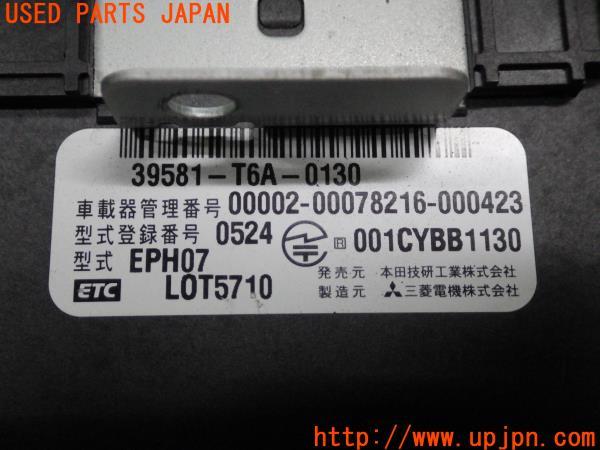 USED PARTS JAPAN
39581-T6A-0130
車載器管理番号 00002-00078216-000423
型式登録番号 0524 R 001CYBB1130
型式 EPH07
ETC LOT5710
発売元 本田技研工業株式会社
製造元 三菱電機株式会社
UPJ
http://www.upjpn.com/